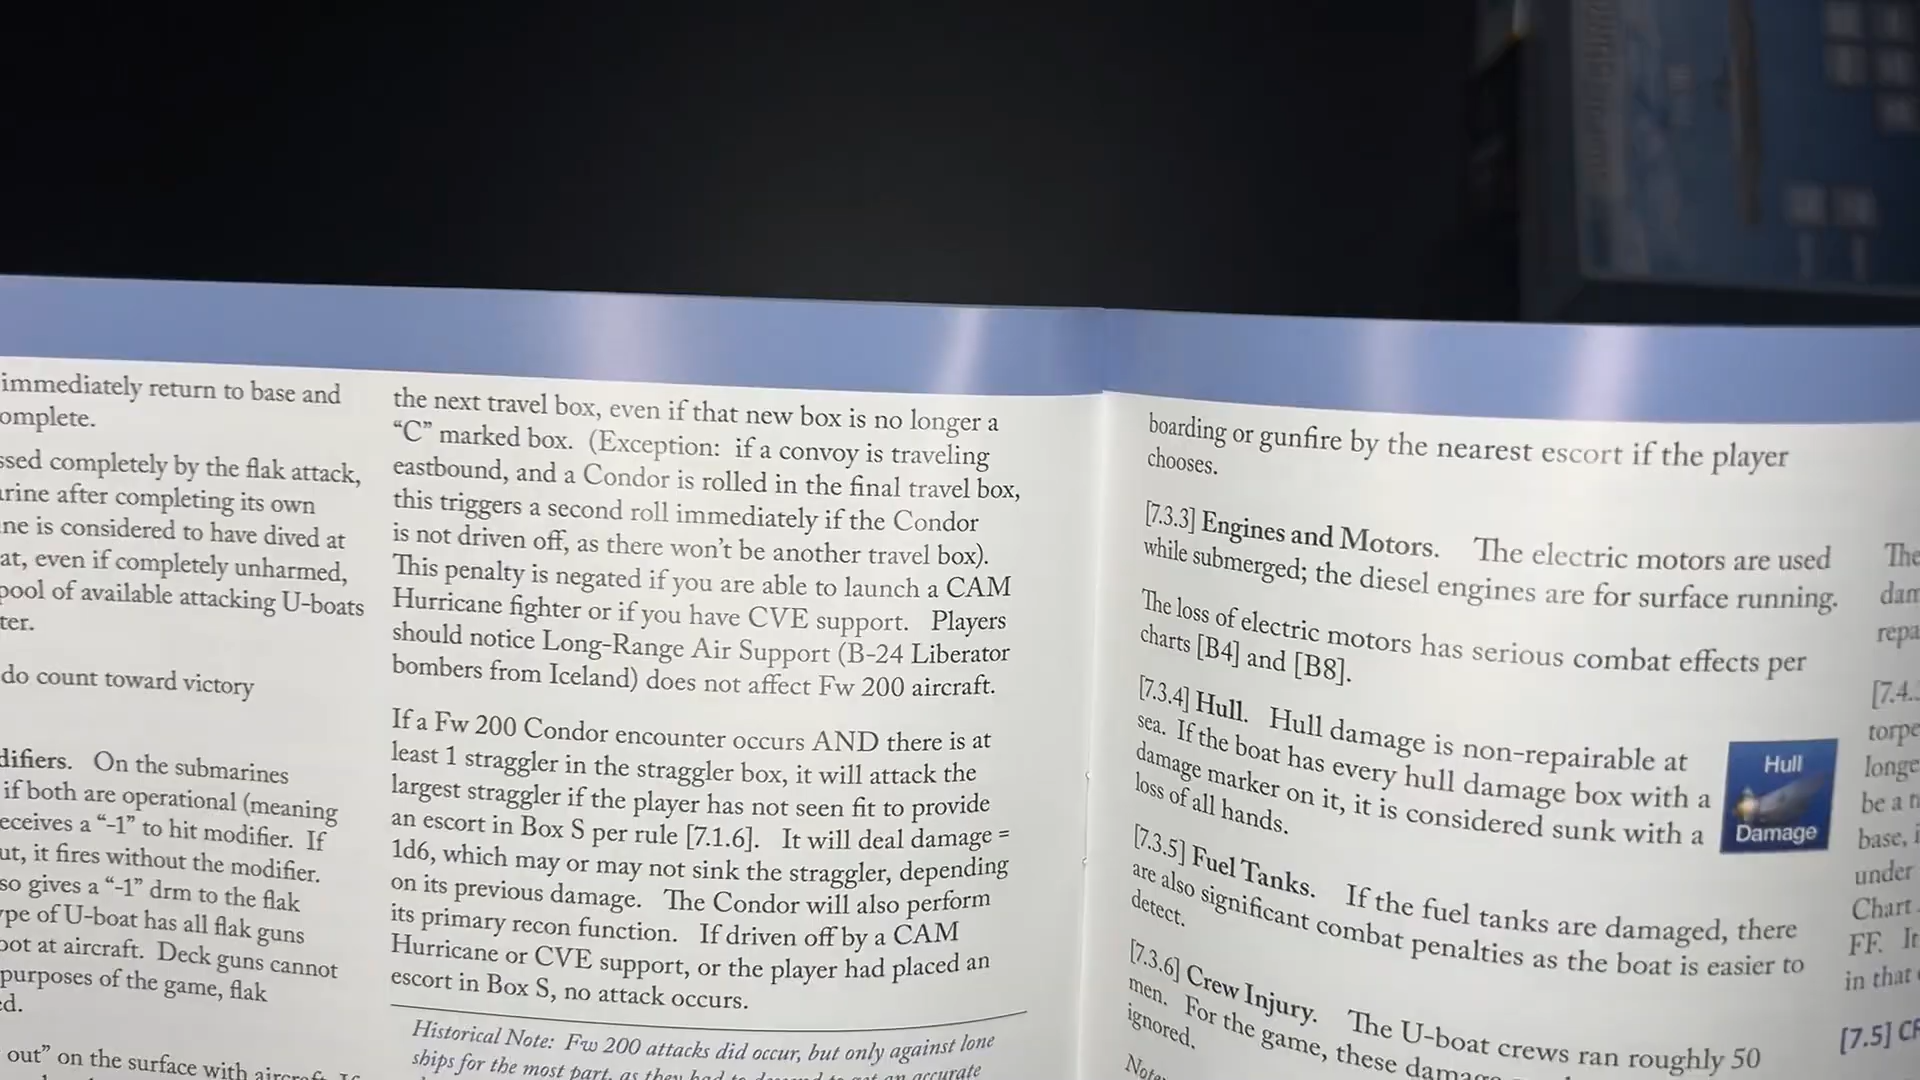 immediately return to base and
omplete.
ssed completely by the flak attack,
arine after completing its own
ne is considered to have dived at
at, even if completely unharmed,
pool of available attacking U-boats
ter.
do count toward victory
difiers. On the submarines
if both are operational (meaning
eceives a “-1” to hit modifier. If
ut, it fires without the modifier.
so gives a “-1” drm to the flak
ype of U-boat has all flak guns
oot at aircraft. Deck guns cannot
purposes of the game, flak
ed.
out” on the surface with aircraft. If
the next travel box, even if that new box is no longer a
“C” marked box. (Exception: if a convoy is traveling
eastbound, and a Condor is rolled in the final travel box,
this triggers a second roll immediately if the Condor
is not driven off, as there won’t be another travel box).
This penalty is negated if you are able to launch a CAM
Hurricane fighter or if you have CVE support. Players
should notice Long-Range Air Support (B-24 Liberator
bombers from Iceland) does not affect Fw 200 aircraft.
If a Fw 200 Condor encounter occurs AND there is at
least 1 straggler in the straggler box, it will attack the
largest straggler if the player has not seen fit to provide
an escort in Box S per rule [7.1.6]. It will deal damage =
1d6, which may or may not sink the straggler, depending
on its previous damage. The Condor will also perform
its primary recon function. If driven off by a CAM
Hurricane or CVE support, or the player had placed an
escort in Box S, no attack occurs.
Historical Note: Fw 200 attacks did occur, but only against lone
ships for the most part, as they had to descend to get an accurate
boarding or gunfire by the nearest escort if the player
chooses.
[7.3.3] Engines and Motors. The electric motors are used
while submerged; the diesel engines are for surface running.
The loss of electric motors has serious combat effects per
charts [B4] and [B8].
[7.3.4] Hull. Hull damage is non-repairable at
sea. If the boat has every hull damage box with a
damage marker on it, it is considered sunk with a
loss of all hands.
Hull
Damage
[7.3.5] Fuel Tanks. If the fuel tanks are damaged, there
are also significant combat penalties as the boat is easier to
detect.
[7.3.6] Crew Injury. The U-boat crews ran roughly 50
men. For the game, these
ignored.
Note
The
dam
repa
[7.4.
torpe
longe
be a
base, i
under
Chart
FF. It
in that
[7.5] CR